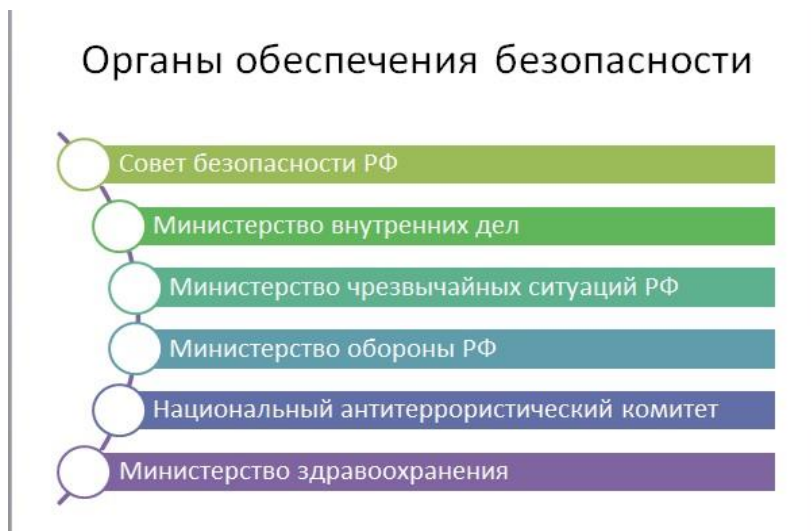 Органы обеспечения безопасности
Совет безопасности РФ
Министерство внутренних дел
Министерство чрезвычайных ситуаций РФ
Министерство обороны РФ
Национальный антитеррористический комитет
Министерство здравоохранения